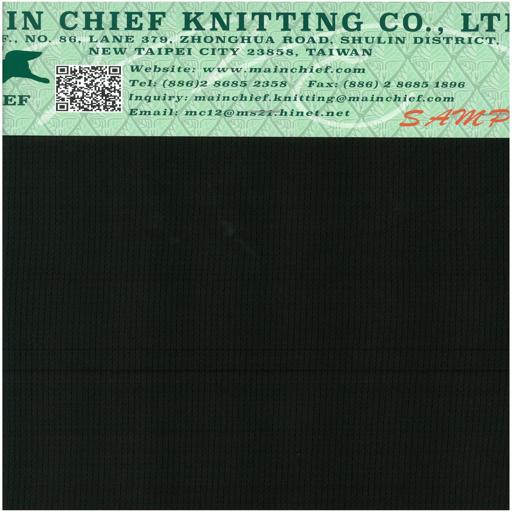 IN CHIEF KNITTING CO., LT
F., NO. 86, LANE 379, ZHONGHUA ROAD, SHULIN DISTRICT,
NEW TAIPEI CITY 23858, TAIWAN
Website: www.mainchief.com
Tel: (886)2 8685 2358 Fax: (886) 2 8685 1896
EF
Inquiry: mainchief.knitting@mainchief.com
Email: mc12@ms21.hinet.net
SAMP